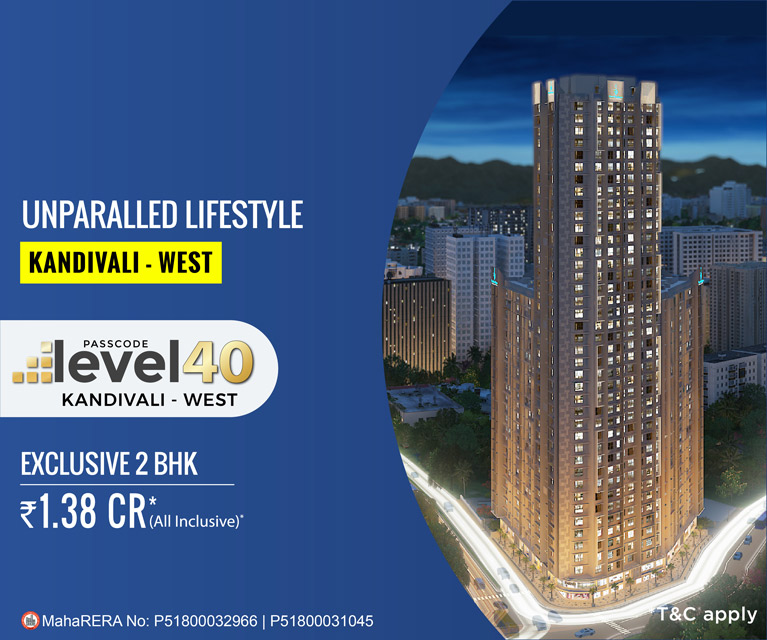 UNPARALLED LIFESTYLE
KANDIVALI - WEST
PASSCODE
level40
KANDIVALI - WEST
EXCLUSIVE 2 BHK
₹1.38 CR* (All Inclusive)*
MahaRERA No: P51800032966 | P51800031045
*T&C apply